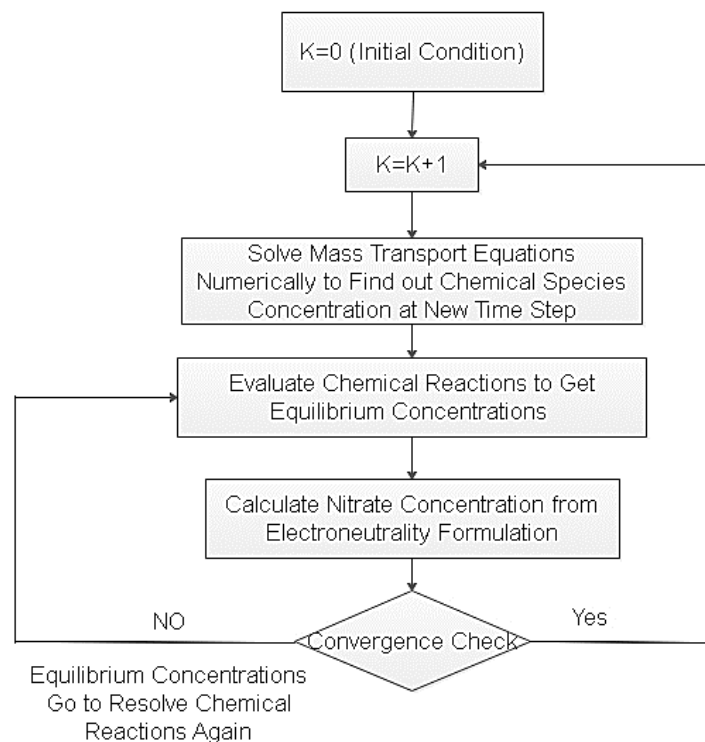 K=0 (Initial Condition)
K=K+1
Solve Mass Transport Equations
Numerically to Find out Chemical Species
Concentration at New Time Step
Evaluate Chemical Reactions to Get
Equilibrium Concentrations
Calculate Nitrate Concentration from
Electroneutrality Formulation
NO
Convergence Check
Yes
Equilibrium Concentrations
Go to Resolve Chemical
Reactions Again